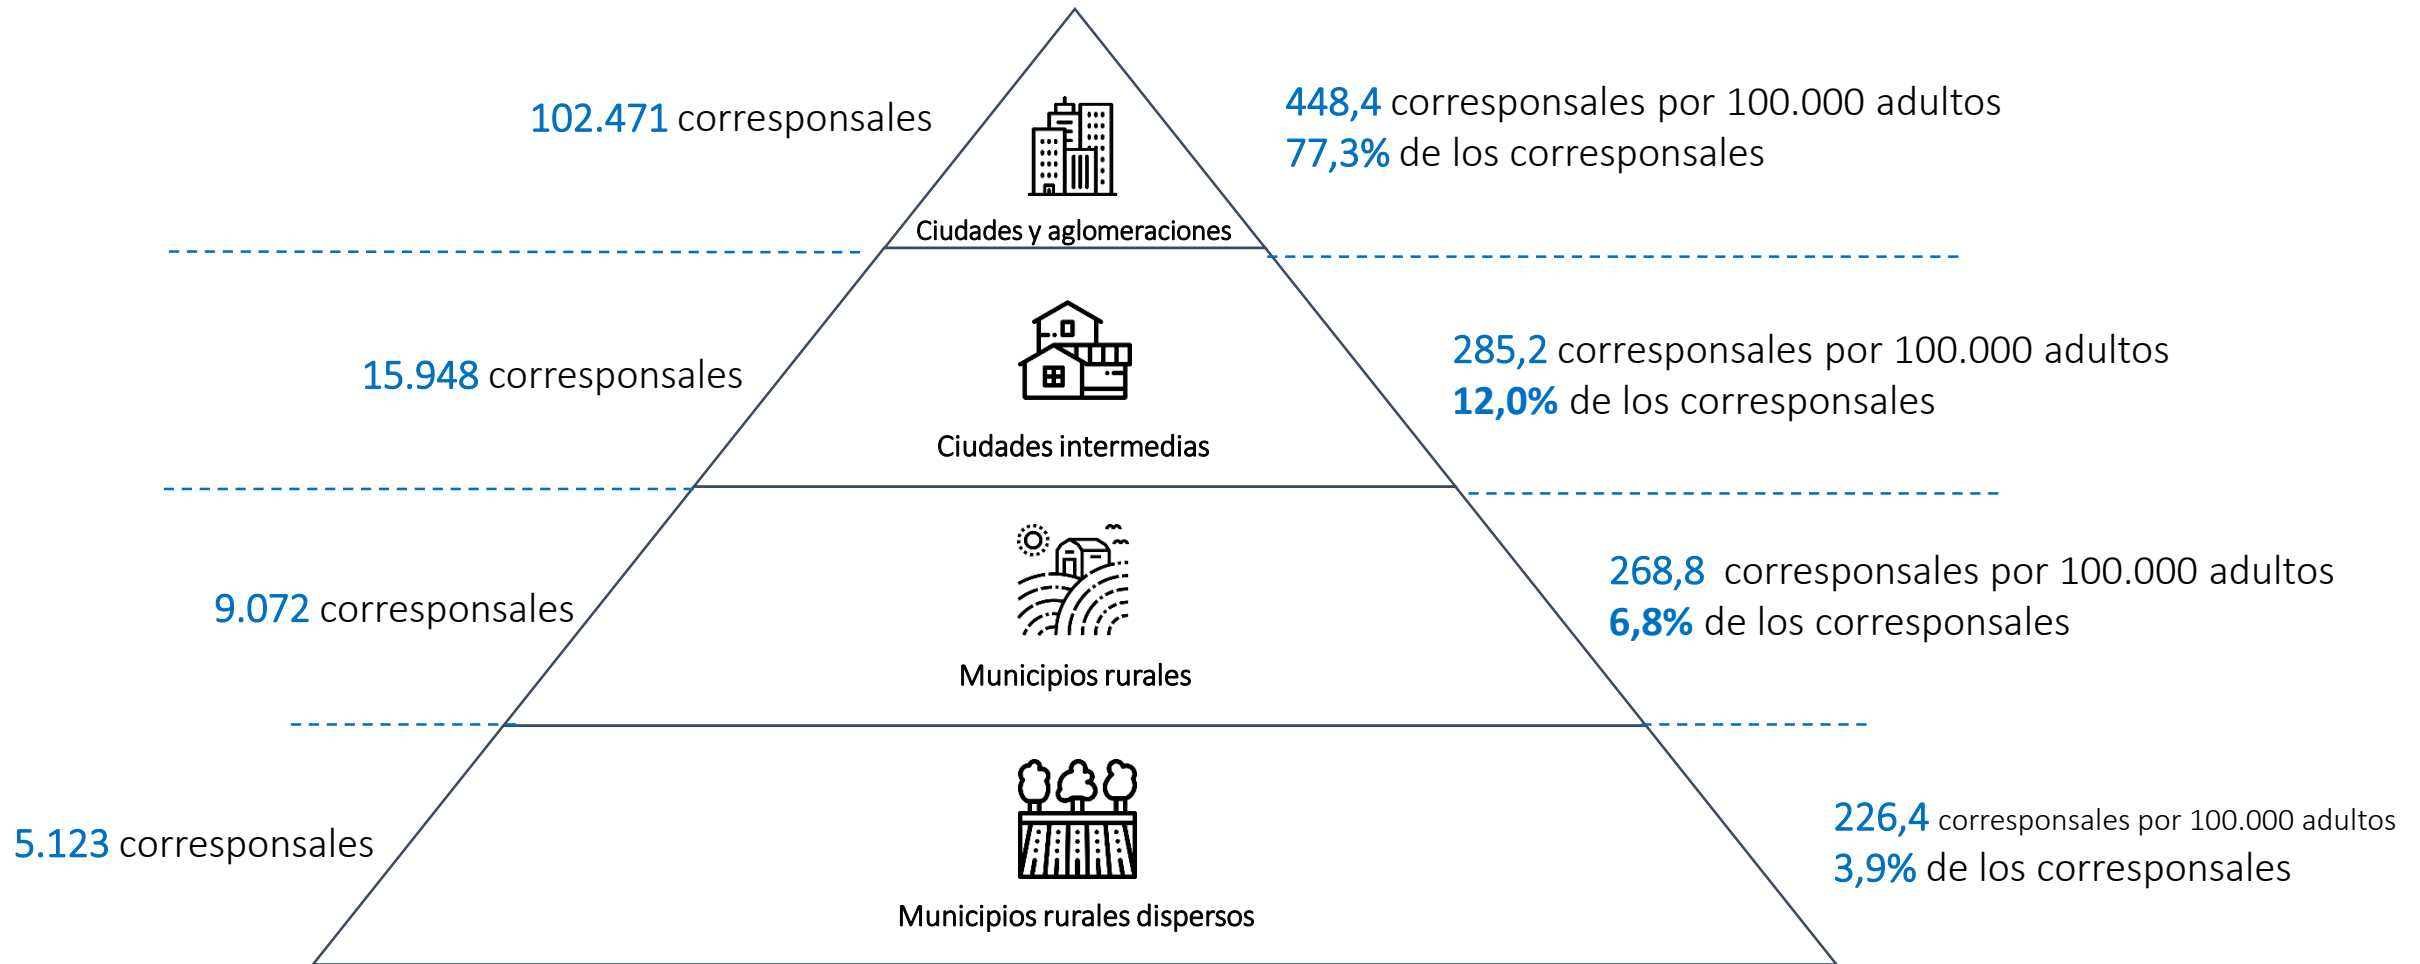 102.471 corresponsales
448,4 corresponsales por 100.000 adultos
77,3% de los corresponsales
Ciudades y aglomeraciones
15.948 corresponsales
285,2 corresponsales por 100.000 adultos
12,0% de los corresponsales
Ciudades intermedias
9.072 corresponsales
268,8 corresponsales por 100.000 adultos
6,8% de los corresponsales
Municipios rurales
5.123 corresponsales
226,4 corresponsales por 100.000 adultos
3,9% de los corresponsales
Municipios rurales dispersos